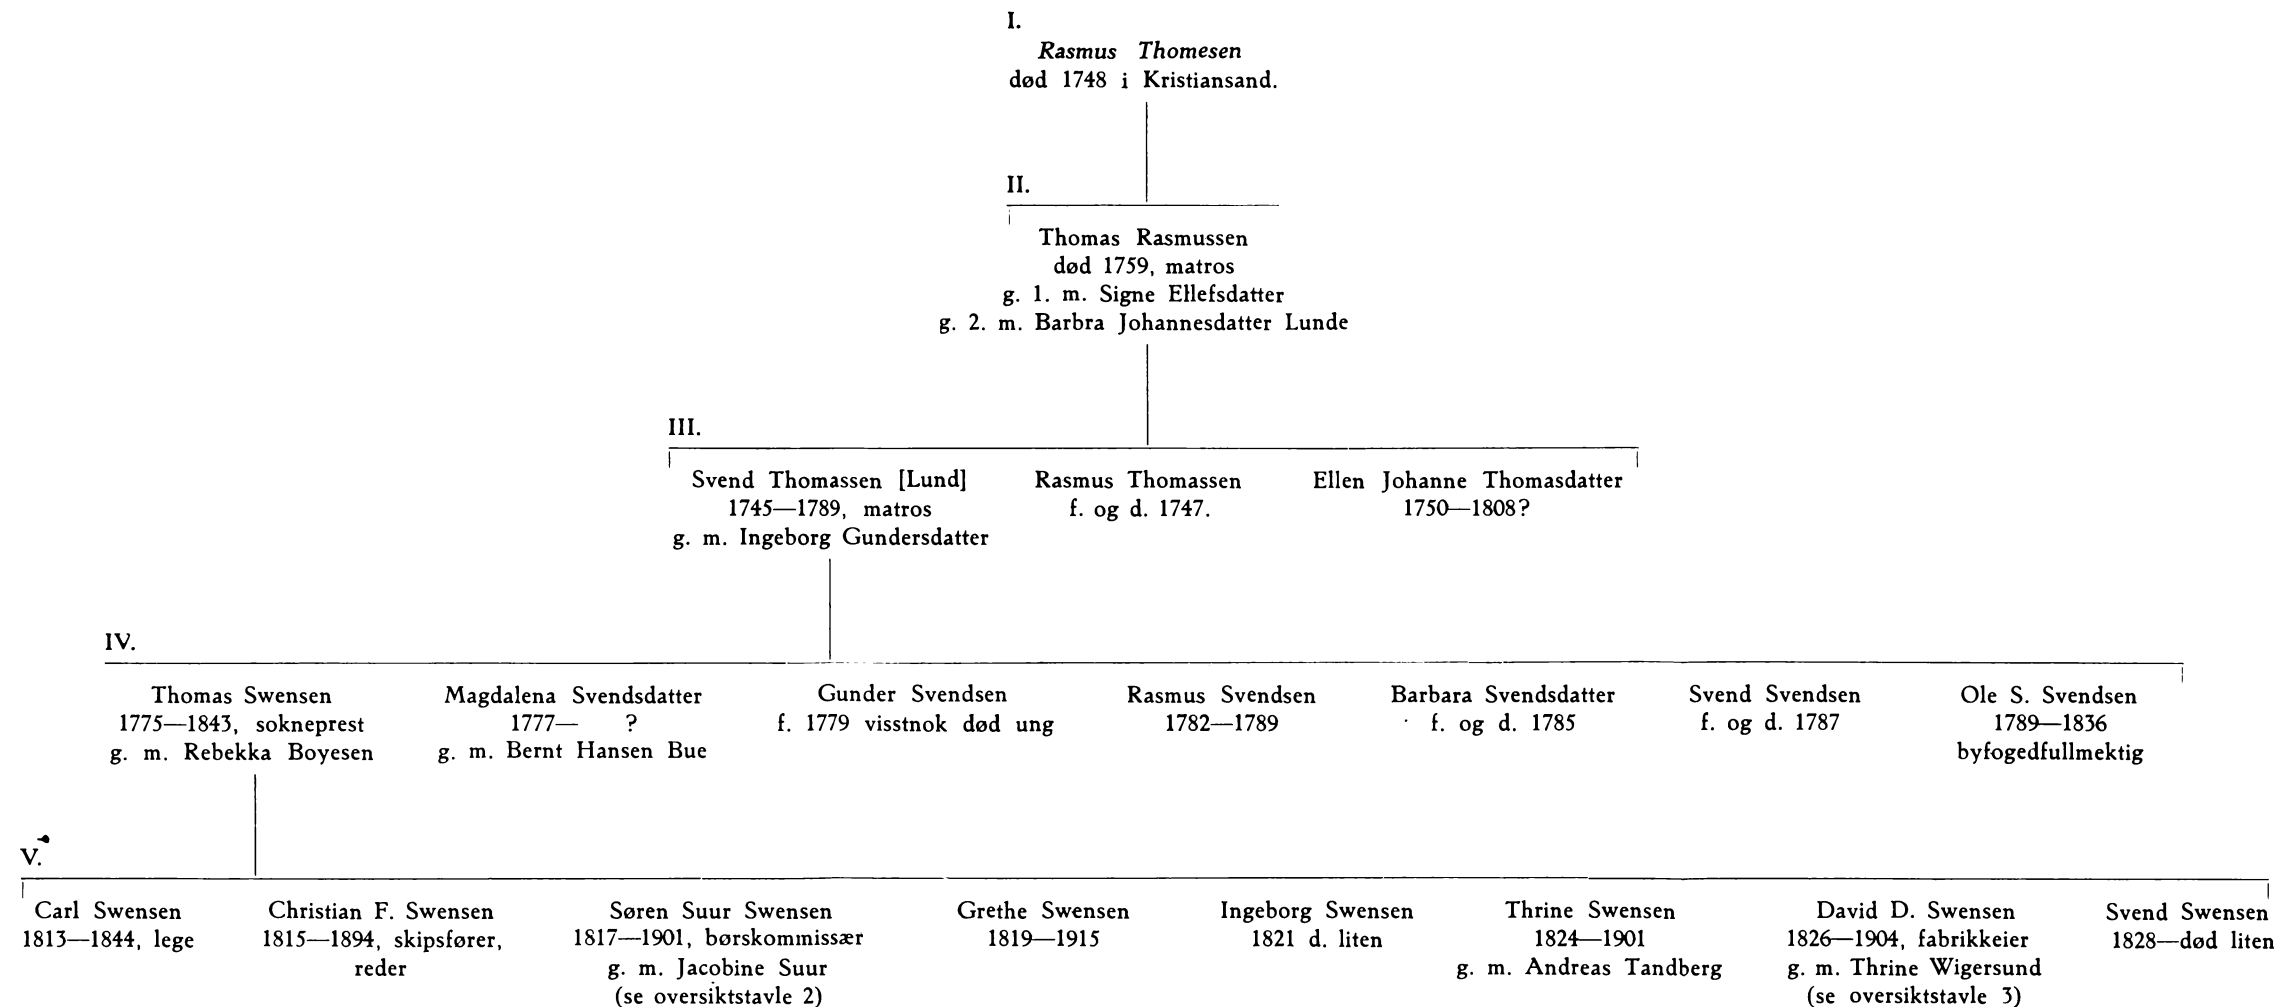 I.
Rasmus Thomesen
død 1748 i Kristiansand.
II.
Thomas Rasmussen
død 1759, matros
g. 1. m. Signe Ellefsdatter
g. 2. m. Barbra Johannesdatter Lunde
III.
Svend Thomassen [Lund]
1745—1789, matros
g. m. Ingeborg Gundersdatter
Rasmus Thomassen
f. og d. 1747.
Ellen Johanne Thomasdatter
1750—1808?
IV.
Thomas Swensen
1775—1843, sokneprest
g. m. Rebekka Boyesen
Magdalena Svendsdatter
1777— ?
g. m. Bernt Hansen Bue
Gunder Svendsen
f. 1779 visstnok død ung
Rasmus Svendsen
1782—1789
Barbara Svendsdatter
f. og d. 1785
Svend Svendsen
f. og d. 1787
Ole S. Svendsen
1789—1836
byfogedfullmektig
V.
Carl Swensen
1813—1844, lege
Christian F. Swensen
1815—1894, skipsfører,
reder
Søren Suur Swensen
1817—1901, børskommissær
g. m. Jacobine Suur
(se oversiktstavle 2)
Grethe Swensen
1819—1915
Ingeborg Swensen
1821 d. liten
Thrine Swensen
1824—1901
g. m. Andreas Tandberg
David D. Swensen
1826—1904, fabrikkeier
g. m. Thrine Wigersund
(se oversiktstavle 3)
Svend Swensen
1828—død liten